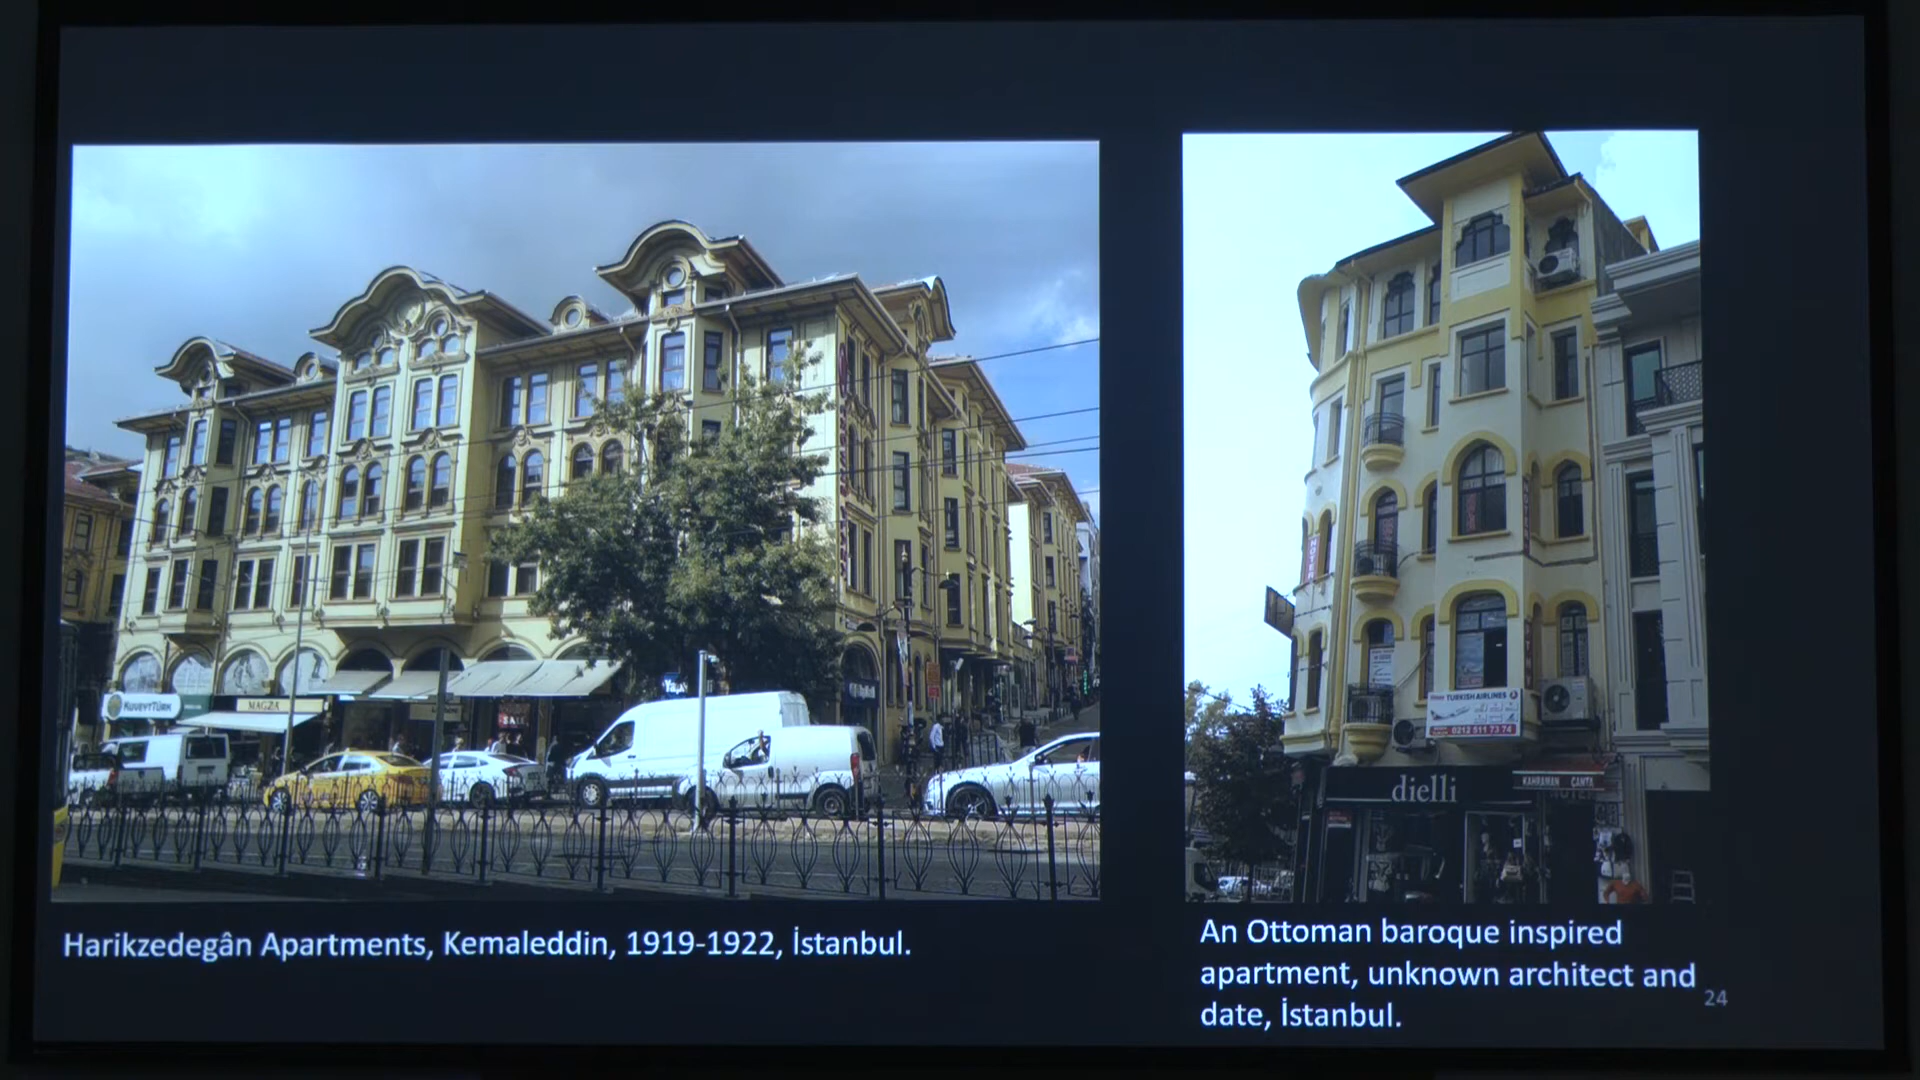 KUVEYTTÜRK
MAGZA
SALE
HOTEL
TURKISH AIRLINES
0212 511 73 74
dielli
KAHRAMAN ÇANTA
Harikzedegân Apartments, Kemaleddin, 1919-1922, İstanbul.
An Ottoman baroque inspired
apartment, unknown architect and
date, İstanbul.
24